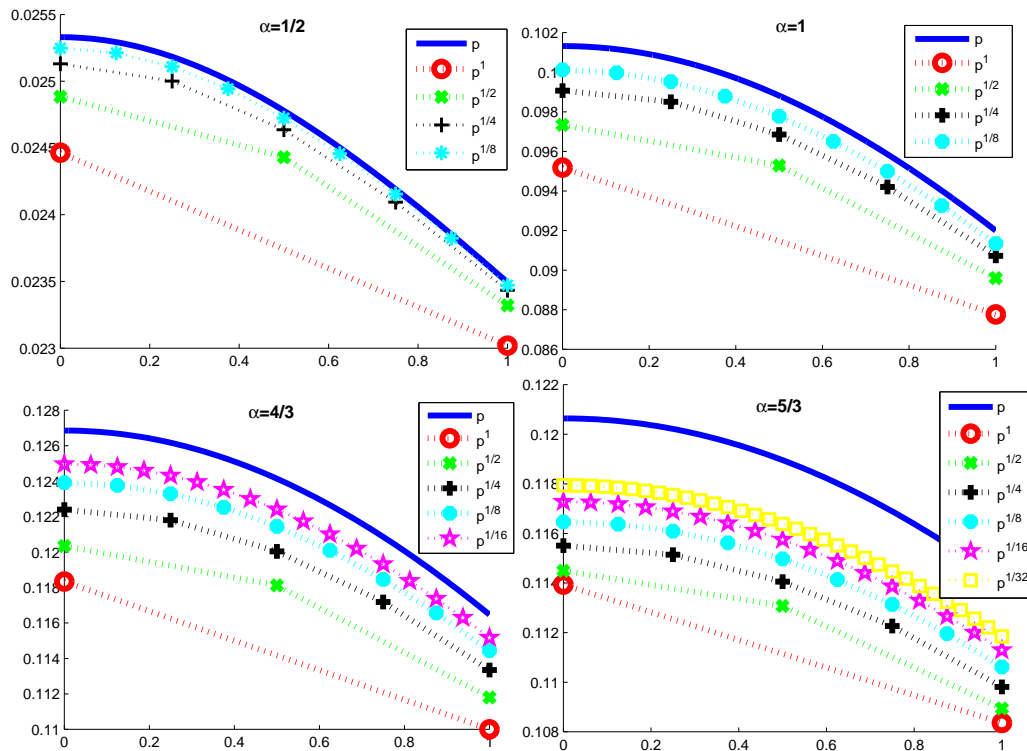 α=1/2
p
p^1
p^1/2
p^1/4
p^1/8
0.0255
0.025
0.0245
0.024
0.0235
0.023
0 0.2 0.4 0.6 0.8 1
α=1
p
p^1
p^1/2
p^1/4
p^1/8
0.102
0.1
0.098
0.096
0.094
0.092
0.09
0.088
0.086
0 0.2 0.4 0.6 0.8 1
α=4/3
p
p^1
p^1/2
p^1/4
p^1/8
p^1/16
0.128
0.126
0.124
0.122
0.12
0.118
0.116
0.114
0.112
0.11
0 0.2 0.4 0.6 0.8 1
α=5/3
p
p^1
p^1/2
p^1/4
p^1/8
p^1/16
p^1/32
0.122
0.12
0.118
0.116
0.114
0.112
0.11
0.108
0 0.2 0.4 0.6 0.8 1